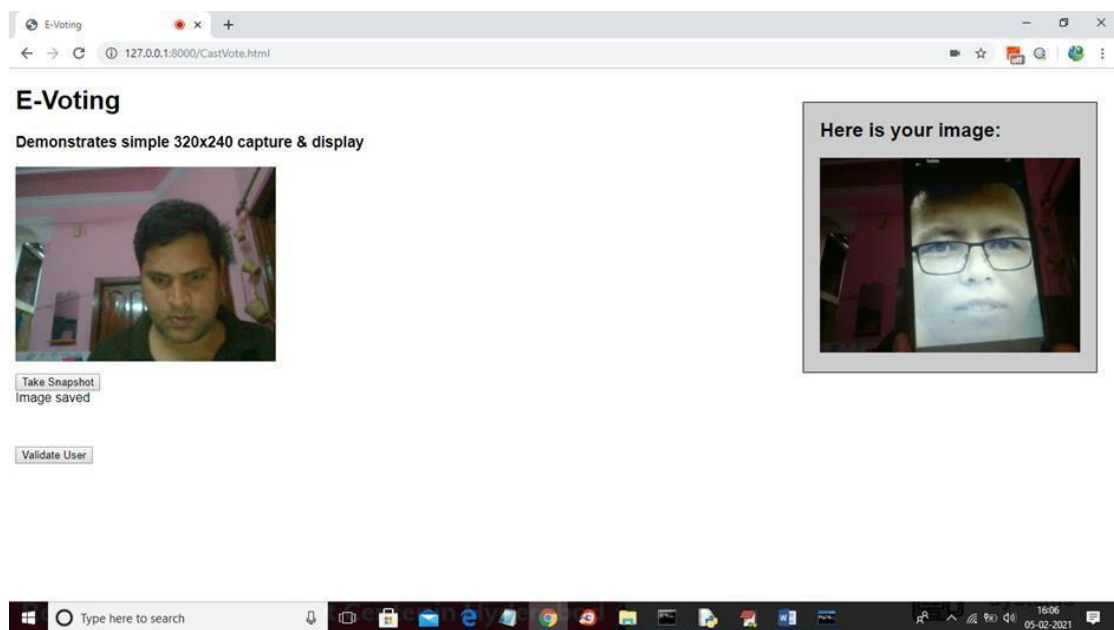 E-Voting
127.0.0.1:8000/CastVote.html
off
E-Voting
Demonstrates simple 320x240 capture & display
Here is your image:
Take Snapshot
Image saved
Validate User
Type here to search
16:06
05-02-2021